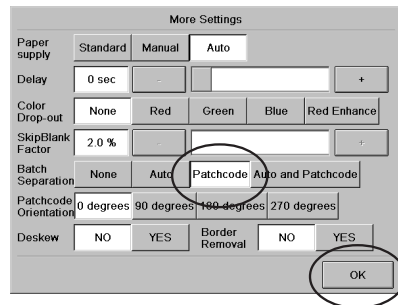 More Settings
Paper supply Standard Manual Auto
Delay 0 sec - +
Color Drop-out None Red Green Blue Red Enhance
SkipBlank Factor 2.0 % - +
Batch Separation None Auto Patchcode Auto and Patchcode
Patchcode Orientation 0 degrees 90 degrees 180 degrees 270 degrees
Deskew NO YES Border Removal NO YES
OK